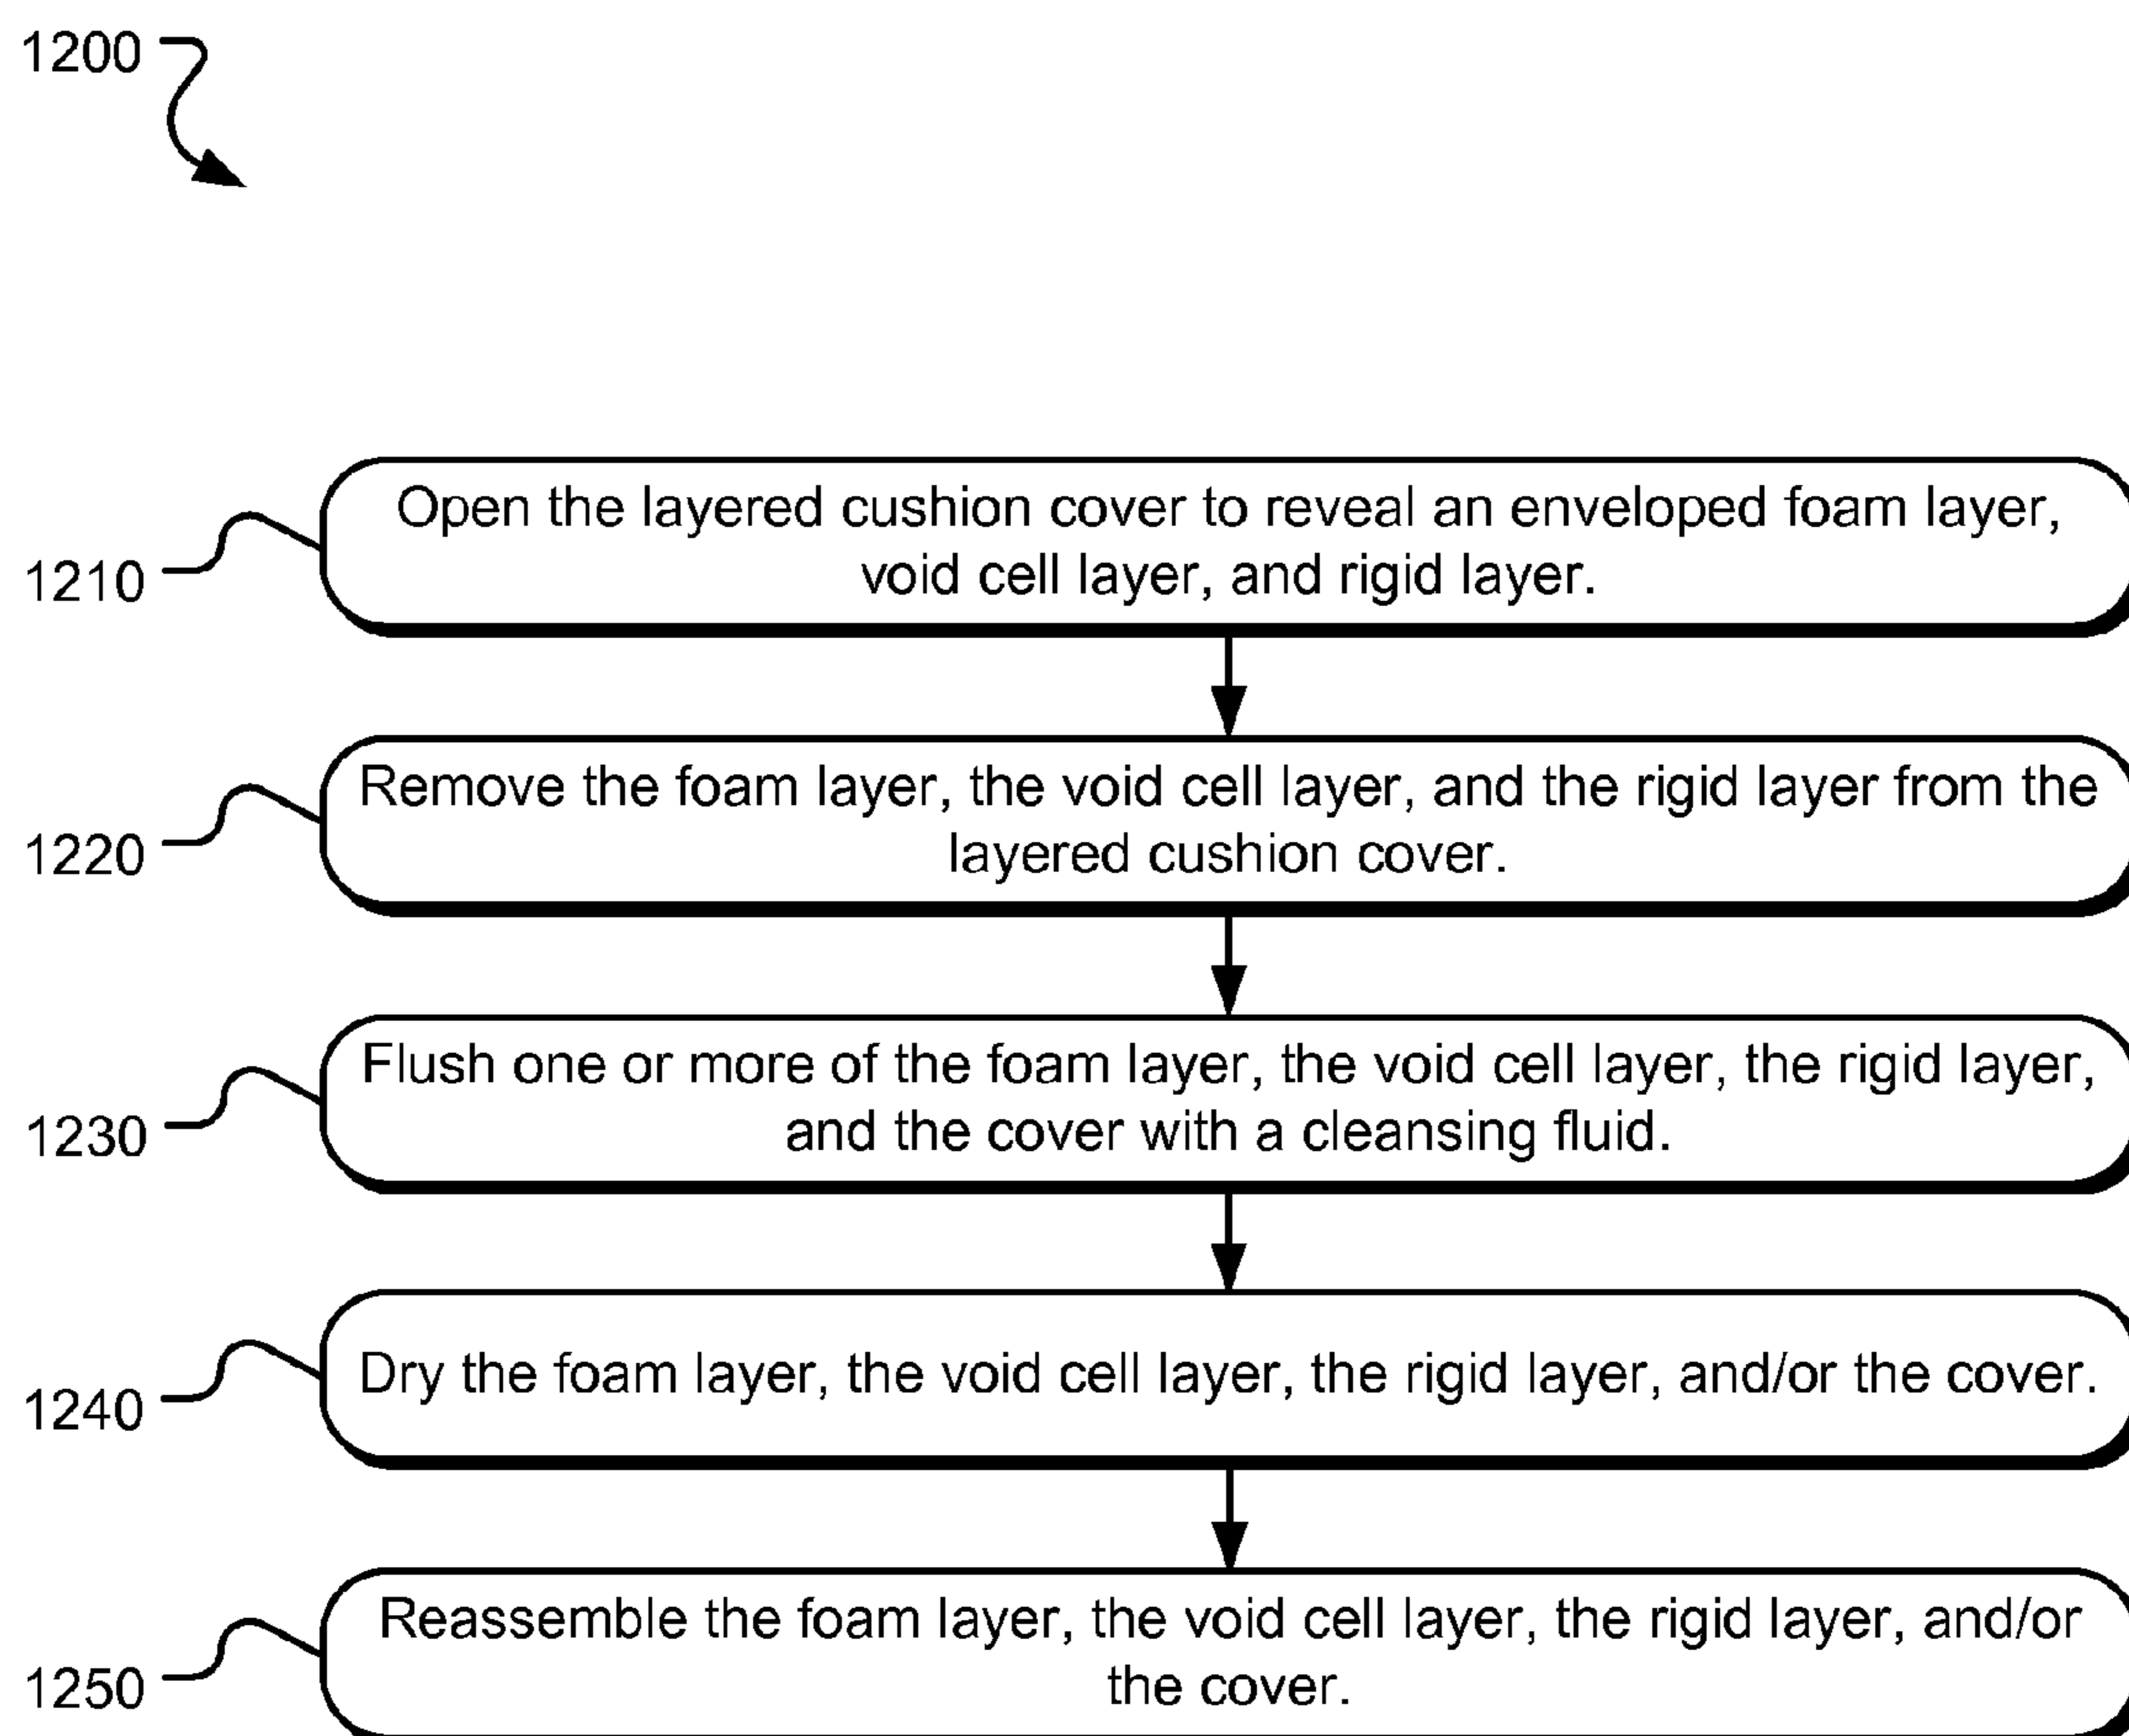 1200
Open the layered cushion cover to reveal an enveloped foam layer,
void cell layer, and rigid layer.
1210
Remove the foam layer, the void cell layer, and the rigid layer from the
layered cushion cover.
1220
Flush one or more of the foam layer, the void cell layer, the rigid layer,
and the cover with a cleansing fluid.
1230
Dry the foam layer, the void cell layer, the rigid layer, and/or the cover.
1240
Reassemble the foam layer, the void cell layer, the rigid layer, and/or
the cover.
1250